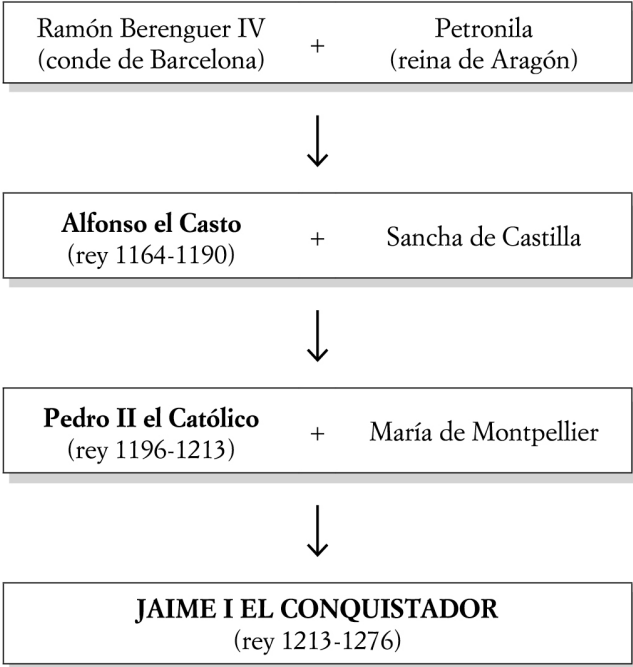 Ramón Berenguer IV + Petronila
(conde de Barcelona) (reina de Aragón)
Alfonso el Casto + Sancha de Castilla
(rey 1164-1190)
Pedro II el Católico + María de Montpellier
(rey 1196-1213)
JAIME I EL CONQUISTADOR
(rey 1213-1276)